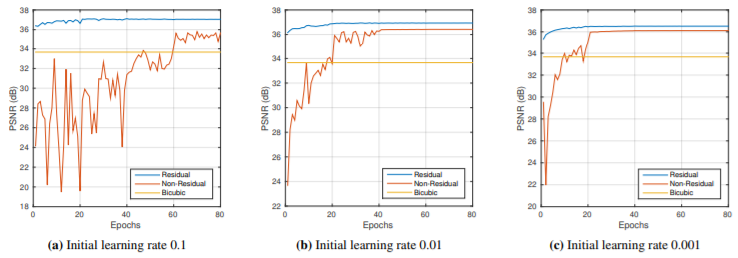 38
36
34
32
30
28
26
24
22
20
18
PSNR (dB)
0 20 40 60 80
Epochs
Residual
Non-Residual
Bicubic
(a) Initial learning rate 0.1
38
36
34
32
30
28
26
24
22
PSNR (dB)
0 20 40 60 80
Epochs
Residual
Non-Residual
Bicubic
(b) Initial learning rate 0.01
38
36
34
32
30
28
26
24
22
20
PSNR (dB)
0 20 40 60 80
Epochs
Residual
Non-Residual
Bicubic
(c) Initial learning rate 0.001